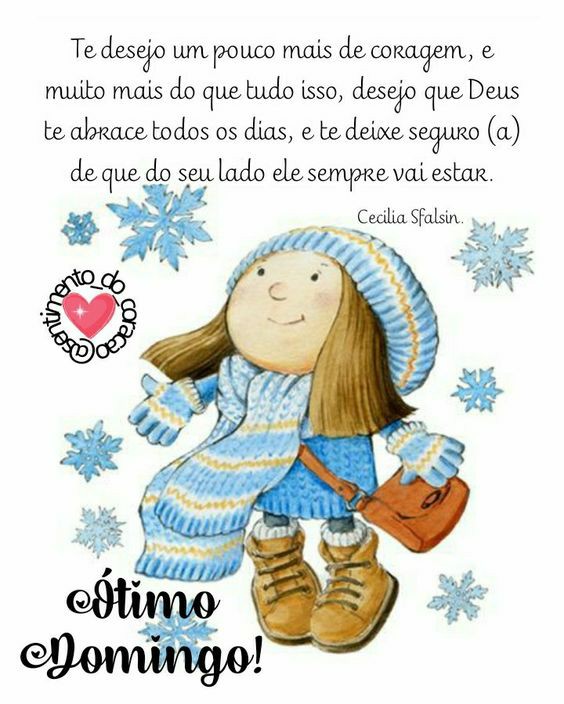 Te desejo um pouco mais de coragem, e
muito mais do que tudo isso, desejo que Deus
te abrace todos os dias, e te deixe seguro (a)
de que do seu lado ele sempre vai estar.
Cecilia Sfalsin.
@sentimento_do_coracao
Ótimo
Domingo!